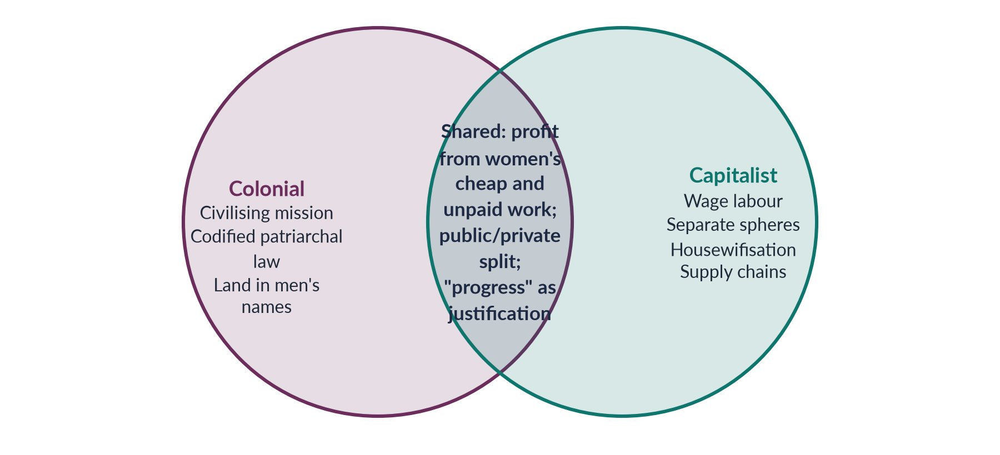 Colonial
Civilising mission
Codified patriarchal
law
Land in men's
names
Shared: profit
from women's
cheap and
unpaid work;
public/private
split;
"progress" as
justification
Capitalist
Wage labour
Separate spheres
Housewifisation
Supply chains